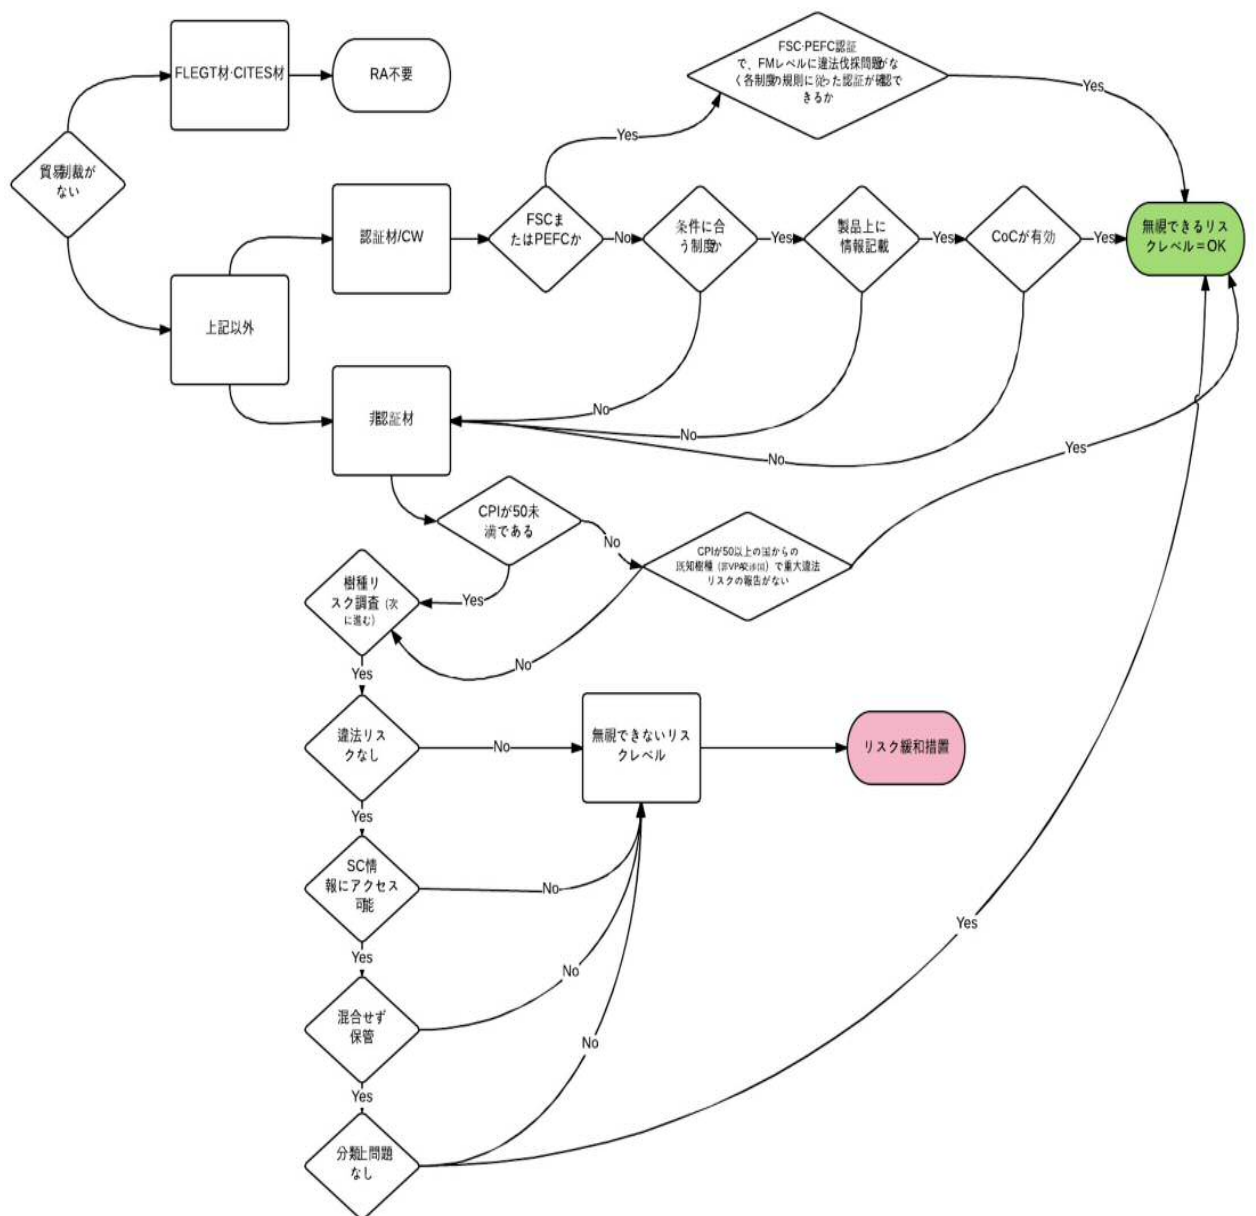 FSC・PEFC認証
で、FMレベルに違法伐採問題がな
く各制度の規則に従った認証が確認で
きるか
FLEGT材・CITES材
RA不要
Yes
Yes
貿易制裁が
ない
認証材/CW
FSCま
たはPEFCか
No
条件に合
う制度か
Yes
製品上に
情報記載
Yes
CoCが有効
Yes
無視できるリス
クレベル＝OK
上記以外
非認証材
No
No
No
Yes
CPIが50未
満である
No
CPIが50以上の国からの
既知樹種（非VPA交渉国）で重大違法
リスクの報告がない
樹種リ
スク調査（次
に進む）
Yes
No
Yes
違法リス
クなし
No
無視できないリス
クレベル
リスク緩和措置
Yes
SC情
報にアクセス
可能
No
Yes
Yes
No
混合せず
保管
No
Yes
分類上問題
なし